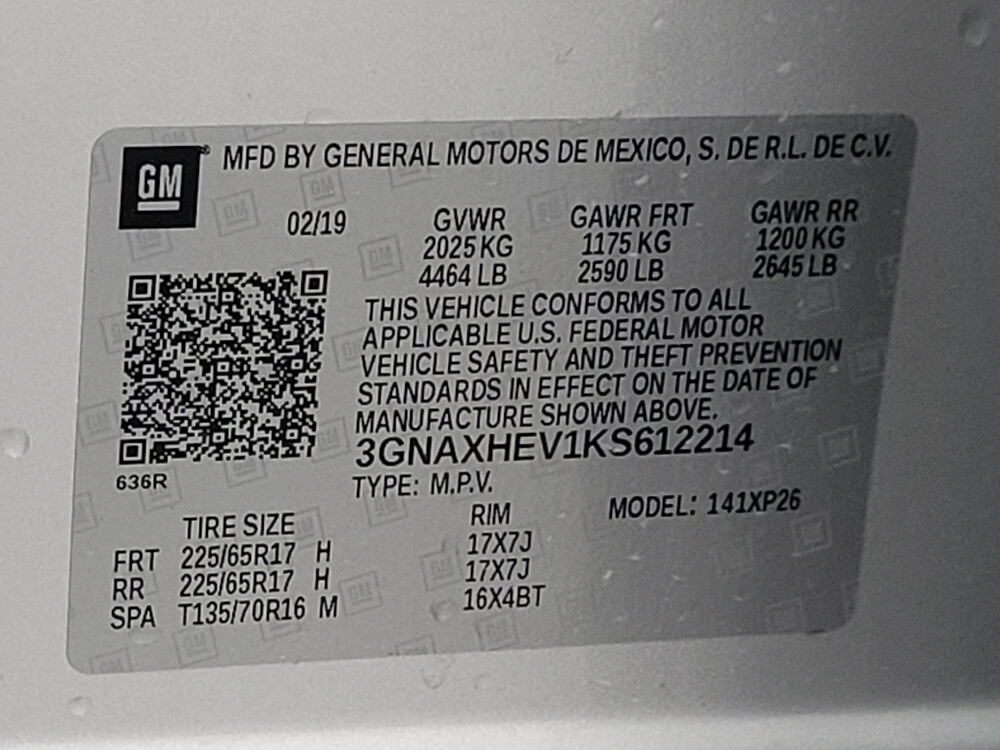 GM
MFD BY GENERAL MOTORS DE MEXICO, S. DE R.L. DE C.V.
02/19 GVWR GAWR FRT GAWR RR
2025 KG 1175 KG 1200 KG
4464 LB 2590 LB 2645 LB
THIS VEHICLE CONFORMS TO ALL
APPLICABLE U.S. FEDERAL MOTOR
VEHICLE SAFETY AND THEFT PREVENTION
STANDARDS IN EFFECT ON THE DATE OF
MANUFACTURE SHOWN ABOVE.
3GNAXHEV1KS612214
636R
TYPE: M.P.V. MODEL: 141XP26
TIRE SIZE RIM
FRT 225/65R17 H 17X7J
RR 225/65R17 H 17X7J
SPA T135/70R16 M 16X4BT